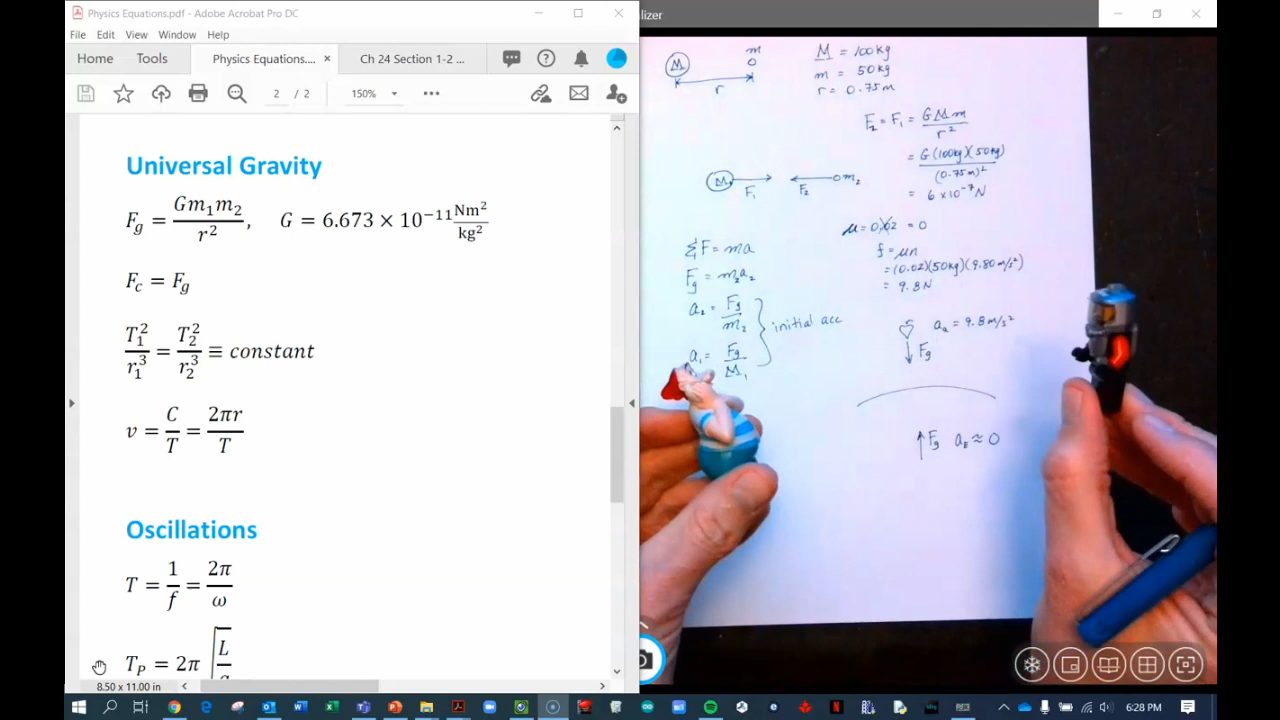 Physics Equations.pdf - Adobe Acrobat Pro DC
alizer
File Edit View Window Help
Home Tools Physics Equations.... × Ch 24 Section 1-2 ...
2 / 2 150%
Universal Gravity
F_g = Gm₁m₂ / r², G = 6.673 × 10⁻¹¹ Nm² / kg²
F_c = F_g
T₁² / r₁³ = T₂² / r₂³ ≡ constant
v = C / T = 2πr / T
Oscillations
T = 1 / f = 2π / ω
T_P = 2π √ L
8.50 x 11.00 in
M
m
r
M = 100 kg
m = 50 kg
r = 0.75 m
F₂ = F₁ = G M m / r²
= G (100kg)(50kg) / (0.75m)²
= 6 x 10⁻⁷ N
M₁ F₁ F₂ m₂
μ = 0.02 = 0
f = μn
= (0.02)(50kg)(9.80 m/s²)
= 9.8 N
ΣF = ma
F_g = m₂a₂
a₂ = F_g / m₂
a₁ = F_g / M₁
initial acc
a_a = 9.8 m/s²
F_g
F_g a_E ≈ 0
6:28 PM